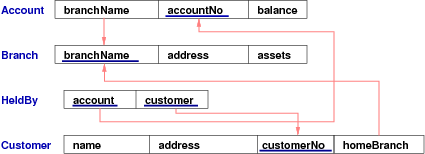 Account branchName accountNo balance
Branch branchName address assets
HeldBy account customer
Customer name address customerNo homeBranch